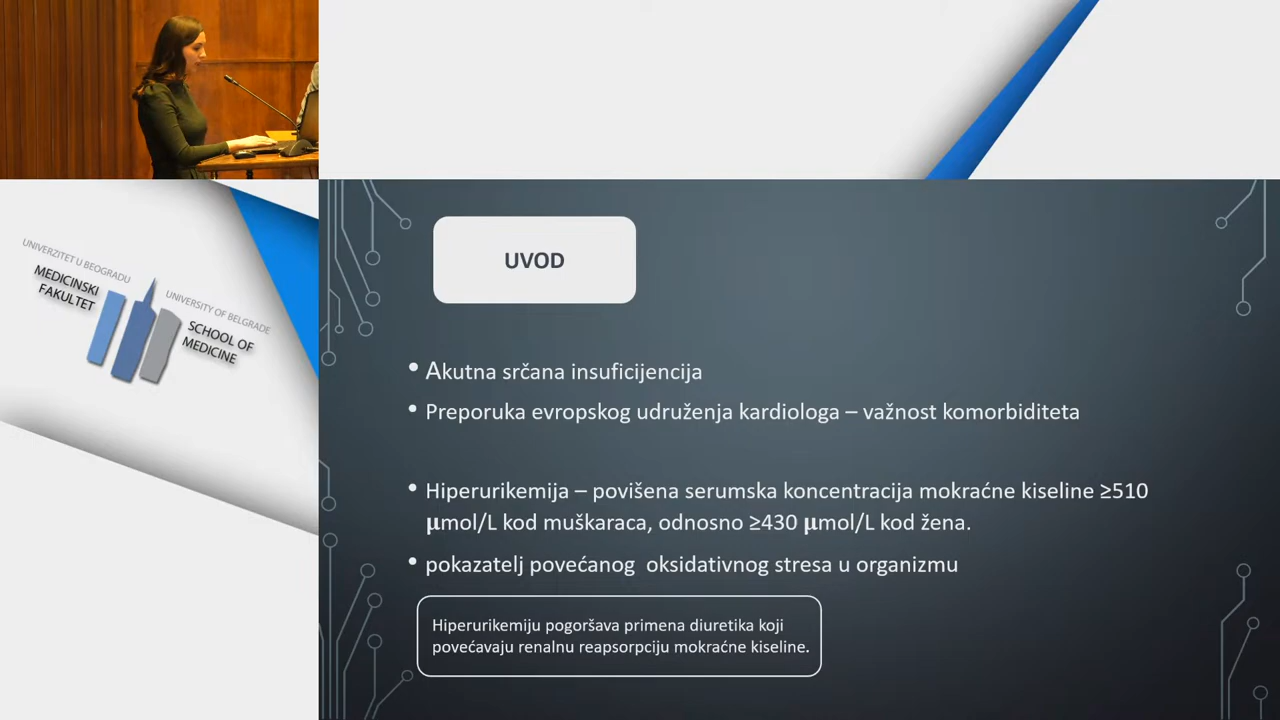 UNIVERZITET U BEOGRADU
MEDICINSKI
FAKULTET
UNIVERSITY OF BELGRADE
SCHOOL OF
MEDICINE
UVOD
• Akutna srčana insuficijencija
• Preporuka evropskog udruženja kardiologa – važnost komorbiditeta
• Hiperurikemija – povišena serumska koncentracija mokraćne kiseline ≥510
μmol/L kod muškaraca, odnosno ≥430 μmol/L kod žena.
• pokazatelj povećanog  oksidativnog stresa u organizmu
Hiperurikemiju pogoršava primena diuretika koji
povećavaju renalnu reapsorpciju mokraćne kiseline.